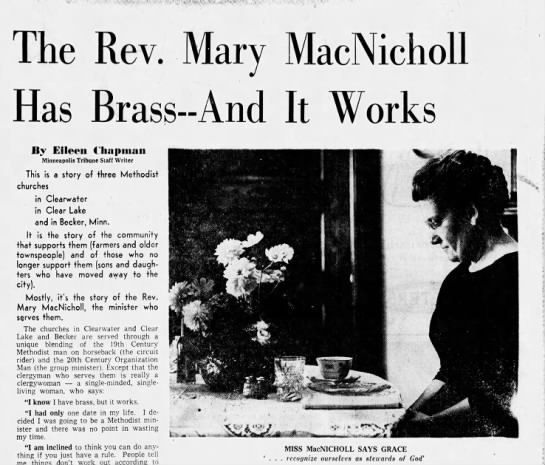 The Rev. Mary MacNicholl
Has Brass--And It Works
By Eileen Chapman
Minneapolis Tribune Staff Writer
This is a story of three Methodist
churches
in Clearwater
in Clear Lake
and in Becker, Minn.
It is the story of the community
that supports them (farmers and older
townspeople) and of those who no
longer support them (sons and daugh-
ters who have moved away to the
city).
Mostly, it's the story of the Rev.
Mary MacNicholl, the minister who
serves them.
The churches in Clearwater and Clear
Lake and Becker are served through a
unique blending of the 19th Century
Methodist man on horseback (the circuit
rider) and the 20th Century Organization
Man (the group minister). Except that the
clergyman who serves them is really a
clergywoman — a single-minded, single-
living woman, who says:
"I know I have brass, but it works.
"I had only one date in my life. I de-
cided I was going to be a Methodist min-
ister and there was no point in wasting
my time.
"I am inclined to think you can do any-
thing if you just have a rule. People tell
me things don't work out according to
MISS MacNICHOLL SAYS GRACE
'. . . recognize ourselves as stewards of God'